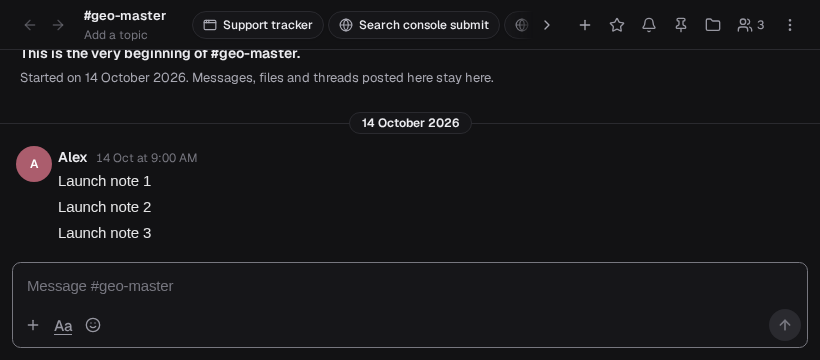 #geo-master
Add a topic
Support tracker
Search console submit
3
This is the very beginning of #geo-master.
Started on 14 October 2026. Messages, files and threads posted here stay here.
14 October 2026
A
Alex 14 Oct at 9:00 AM
Launch note 1
Launch note 2
Launch note 3
Message #geo-master
Aa